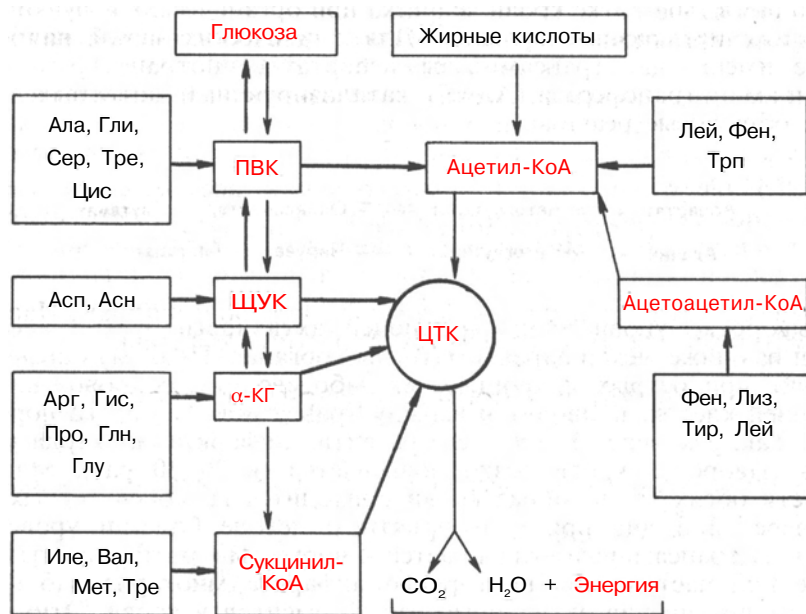 Глюкоза
Жирные кислоты
Ала, Гли,
Сер, Тре,
Цис
ПВК
Ацетил-КоА
Лей, Фен,
Трп
Асп, Асн
ЩУК
ЦТК
Ацетоацетил-КоА
Арг, Гис,
Про, Глн,
Глу
α-КГ
Фен, Лиз,
Тир, Лей
Иле, Вал,
Мет, Тре
Сукцинил-
КоА
CO₂ H₂O + Энергия